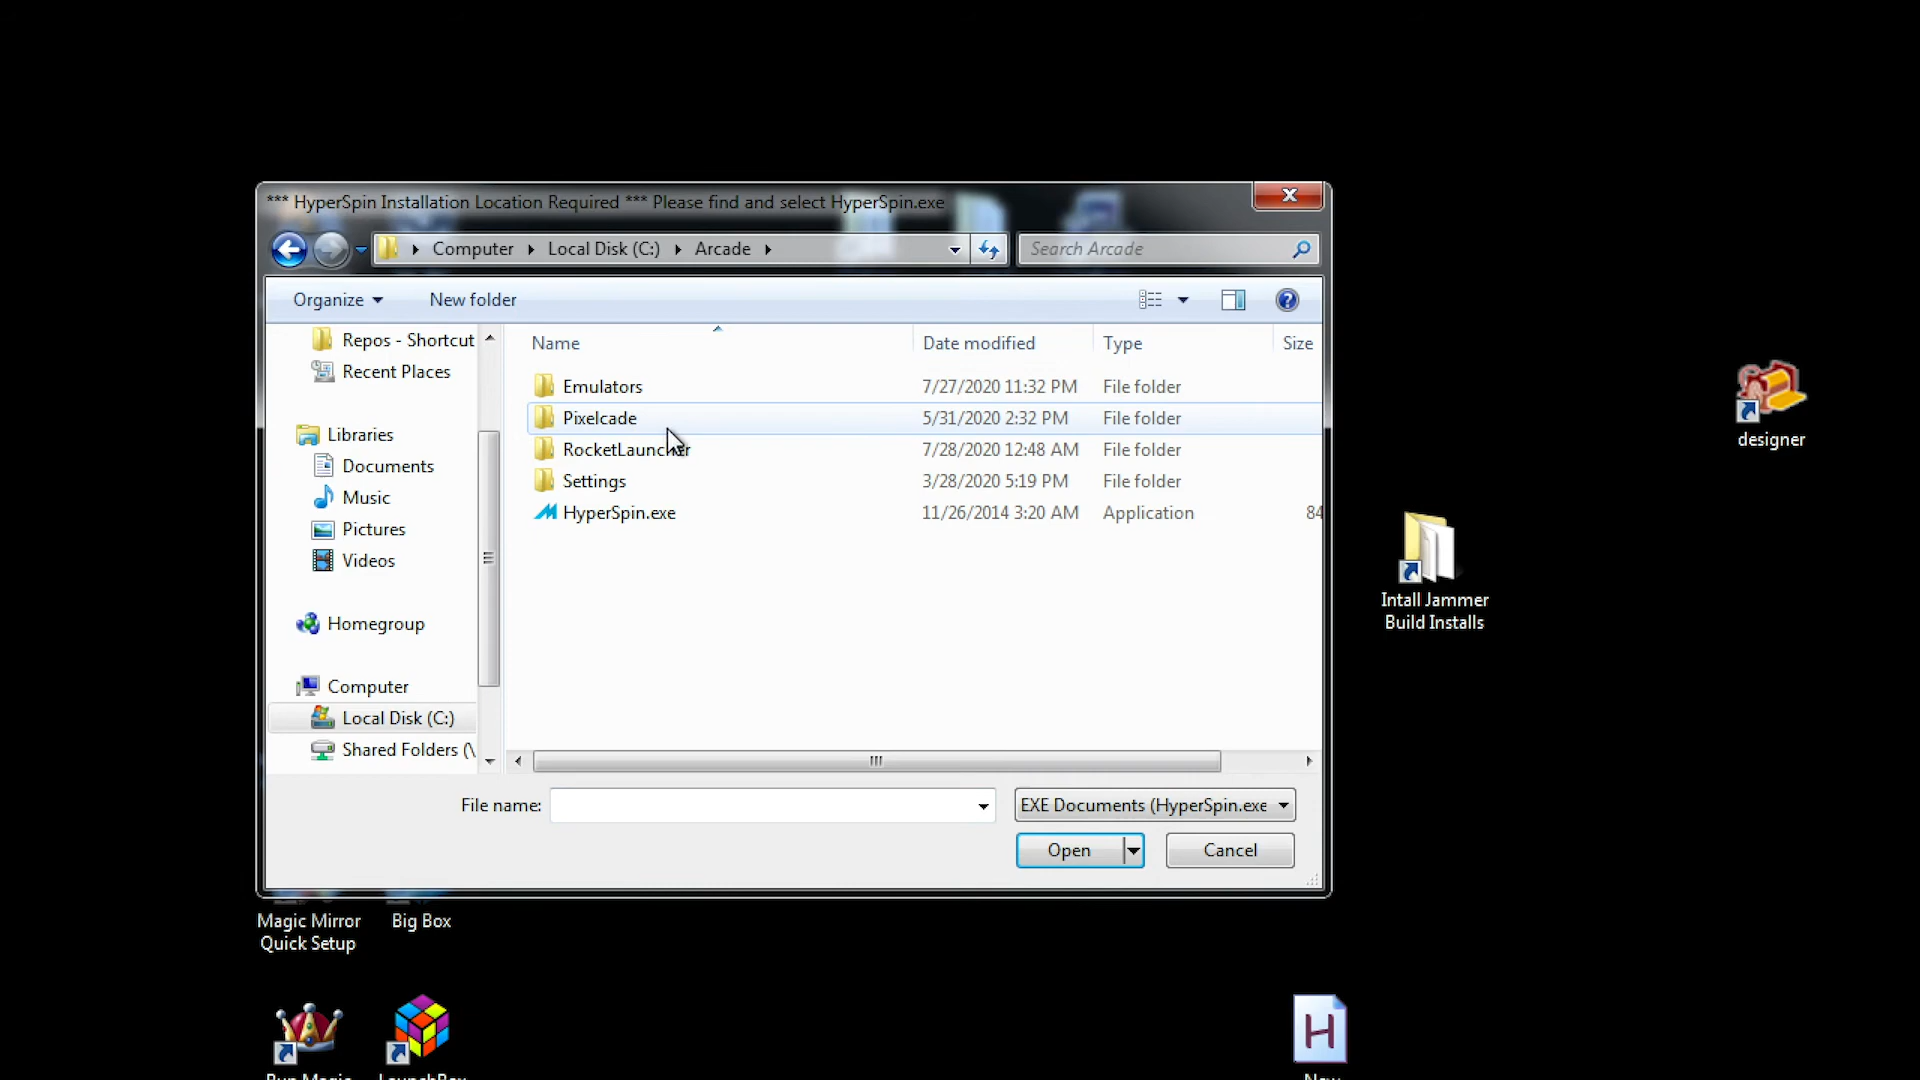 *** HyperSpin Installation Location Required *** Please find and select HyperSpin.exe
Computer
Local Disk (C:)
Arcade
Search Arcade
Organize
New folder
Name
Date modified
Type
Size
Repos - Shortcut
Recent Places
Libraries
Documents
Music
Pictures
Videos
Homegroup
Computer
Local Disk (C:)
Shared Folders (\
Emulators 7/27/2020 11:32 PM File folder
Pixelcade 5/31/2020 2:32 PM File folder
RocketLauncher 7/28/2020 12:48 AM File folder
Settings 3/28/2020 5:19 PM File folder
HyperSpin.exe 11/26/2014 3:20 AM Application 84
File name:
EXE Documents (HyperSpin.exe
Open
Cancel
designer
Intall Jammer
Build Installs
Magic Mirror
Quick Setup
Big Box
H
Run Magic
LaunchBox
New